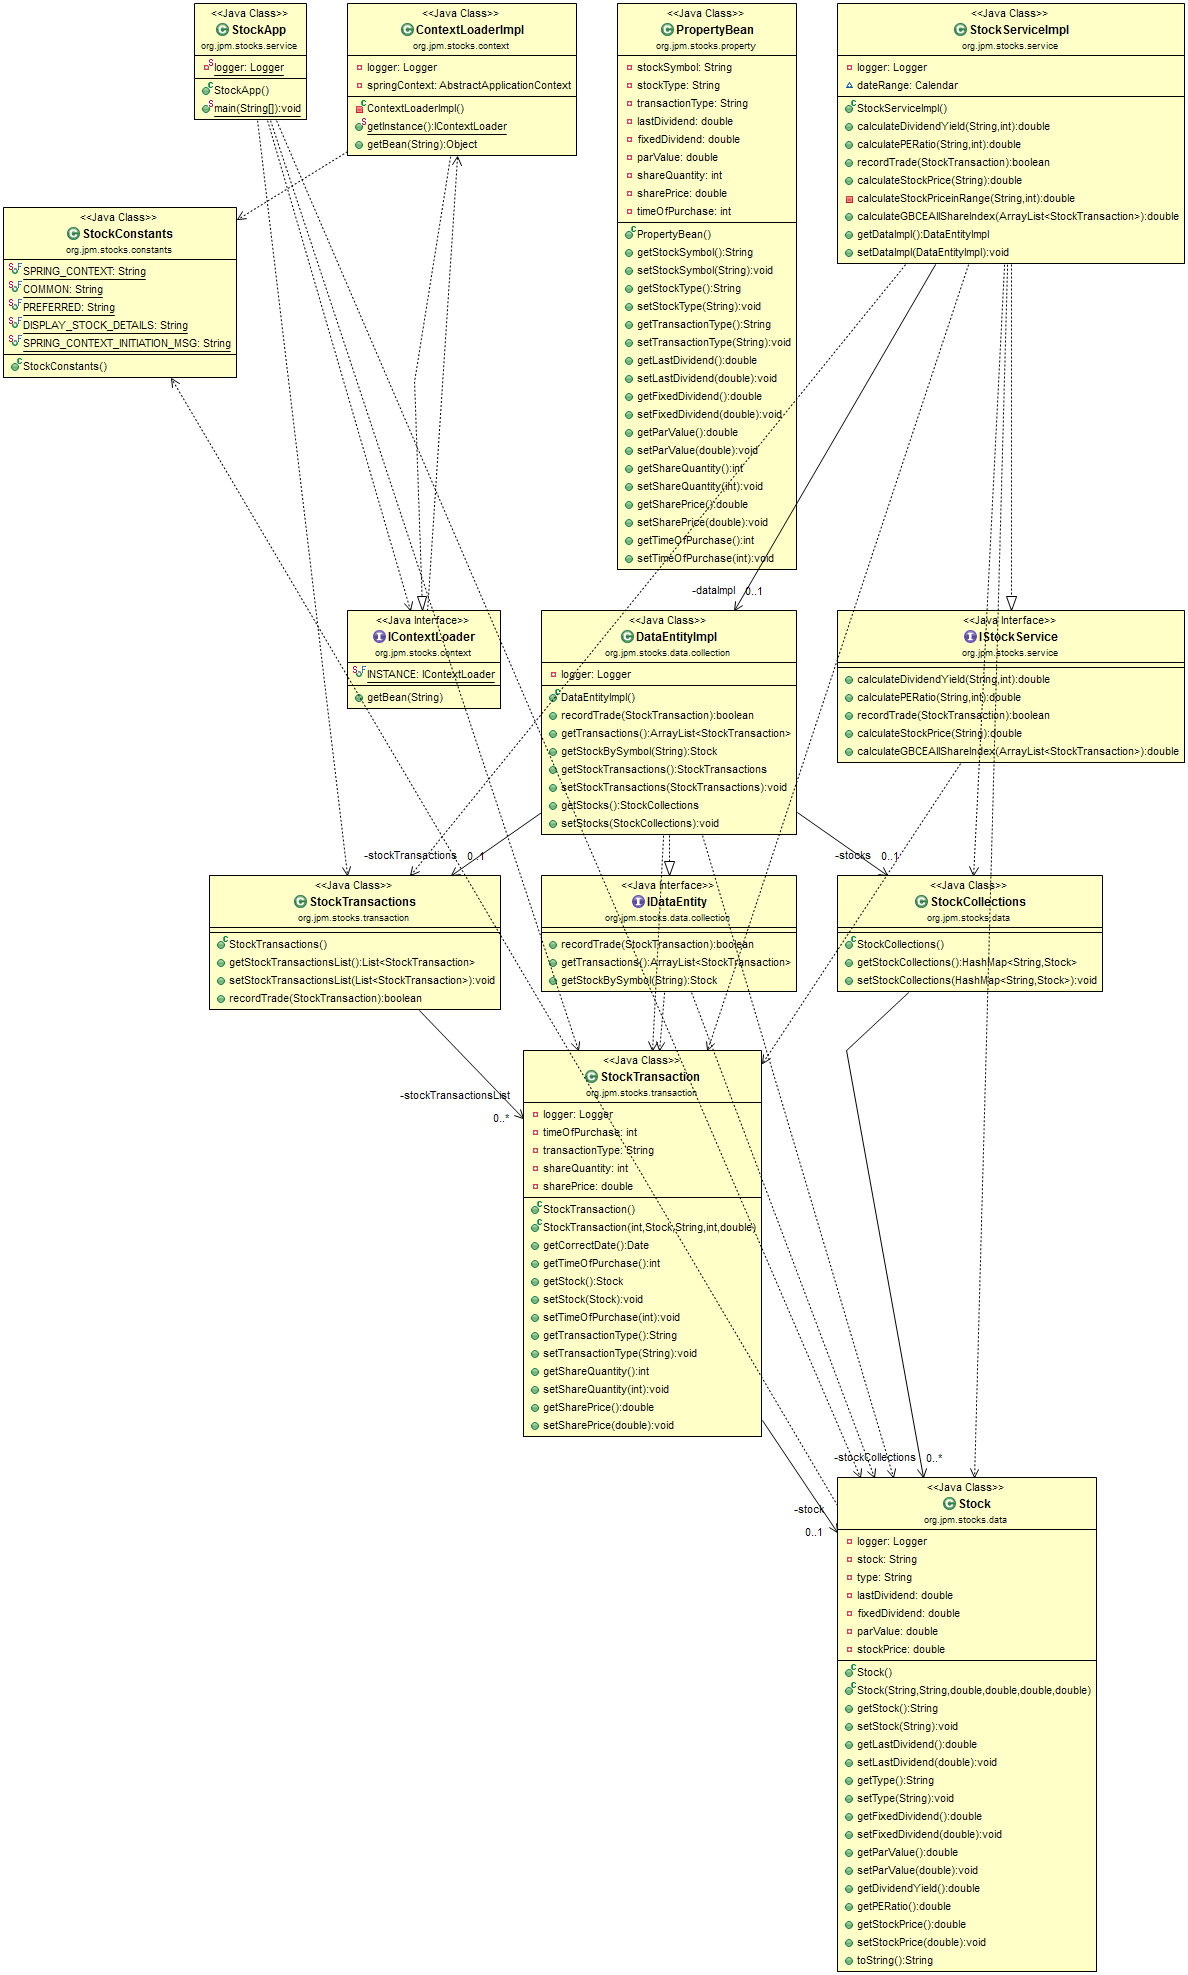 <<Java Class>>
StockApp
org.jpm.stocks.service
logger: Logger
StockApp()
main(String[]):void
<<Java Class>>
ContextLoaderImpl
org.jpm.stocks.context
logger: Logger
springContext: AbstractApplicationContext
ContextLoaderImpl()
getInstance():IContextLoader
getBean(String):Object
<<Java Class>>
PropertyBean
org.jpm.stocks.property
stockSymbol: String
stockType: String
transactionType: String
lastDividend: double
fixedDividend: double
parValue: double
shareQuantity: int
sharePrice: double
timeOfPurchase: int
PropertyBean()
getStockSymbol():String
setStockSymbol(String):void
getStockType():String
setStockType(String):void
getTransactionType():String
setTransactionType(String):void
getLastDividend():double
setLastDividend(double):void
getFixedDividend():double
setFixedDividend(double):void
getParValue():double
setParValue(double):void
getShareQuantity():int
setShareQuantity(int):void
getSharePrice():double
setSharePrice(double):void
getTimeOfPurchase():int
setTimeOfPurchase(int):void
<<Java Class>>
StockServiceImpl
org.jpm.stocks.service
logger: Logger
dateRange: Calendar
StockServiceImpl()
calculateDividendYield(String,int):double
calculatePERatio(String,int):double
recordTrade(StockTransaction):boolean
calculateStockPrice(String):double
calculateStockPriceinRange(String,int):double
calculateGBCEAllShareIndex(ArrayList<StockTransaction>):double
getDataImpl():DataEntityImpl
setDataImpl(DataEntityImpl):void
<<Java Class>>
StockConstants
org.jpm.stocks.constants
SPRING_CONTEXT: String
COMMON: String
PREFERRED: String
DISPLAY_STOCK_DETAILS: String
SPRING_CONTEXT_INITIATION_MSG: String
StockConstants()
-dataImpl
0..1
<<Java Interface>>
IContextLoader
org.jpm.stocks.context
INSTANCE: IContextLoader
getBean(String)
<<Java Class>>
DataEntityImpl
org.jpm.stocks.data.collection
logger: Logger
DataEntityImpl()
recordTrade(StockTransaction):boolean
getTransactions():ArrayList<StockTransaction>
getStockBySymbol(String):Stock
getStockTransactions():StockTransactions
setStockTransactions(StockTransactions):void
getStocks():StockCollections
setStocks(StockCollections):void
<<Java Interface>>
IStockService
org.jpm.stocks.service
calculateDividendYield(String,int):double
calculatePERatio(String,int):double
recordTrade(StockTransaction):boolean
calculateStockPrice(String):double
calculateGBCEAllShareIndex(ArrayList<StockTransaction>):double
-stockTransactions
0..1
-stocks
0..1
<<Java Class>>
StockTransactions
org.jpm.stocks.transaction
StockTransactions()
getStockTransactionsList():List<StockTransaction>
setStockTransactionsList(List<StockTransaction>):void
recordTrade(StockTransaction):boolean
<<Java Interface>>
IDataEntity
org.jpm.stocks.data.collection
recordTrade(StockTransaction):boolean
getTransactions():ArrayList<StockTransaction>
getStockBySymbol(String):Stock
<<Java Class>>
StockCollections
org.jpm.stocks.data
StockCollections()
getStockCollections():HashMap<String,Stock>
setStockCollections(HashMap<String,Stock>):void
-stockTransactionsList
0..*
<<Java Class>>
StockTransaction
org.jpm.stocks.transaction
logger: Logger
timeOfPurchase: int
transactionType: String
shareQuantity: int
sharePrice: double
StockTransaction()
StockTransaction(int,Stock,String,int,double)
getCorrectDate():Date
getTimeOfPurchase():int
getStock():Stock
setStock(Stock):void
setTimeOfPurchase(int):void
getTransactionType():String
setTransactionType(String):void
getShareQuantity():int
setShareQuantity(int):void
getSharePrice():double
setSharePrice(double):void
-stockCollections
0..*
-stock
0..1
<<Java Class>>
Stock
org.jpm.stocks.data
logger: Logger
stock: String
type: String
lastDividend: double
fixedDividend: double
parValue: double
stockPrice: double
Stock()
Stock(String,String,double,double,double,double)
getStock():String
setStock(String):void
getLastDividend():double
setLastDividend(double):void
getType():String
setType(String):void
getFixedDividend():double
setFixedDividend(double):void
getParValue():double
setParValue(double):void
getDividendYield():double
getPERatio():double
getStockPrice():double
setStockPrice(double):void
toString():String